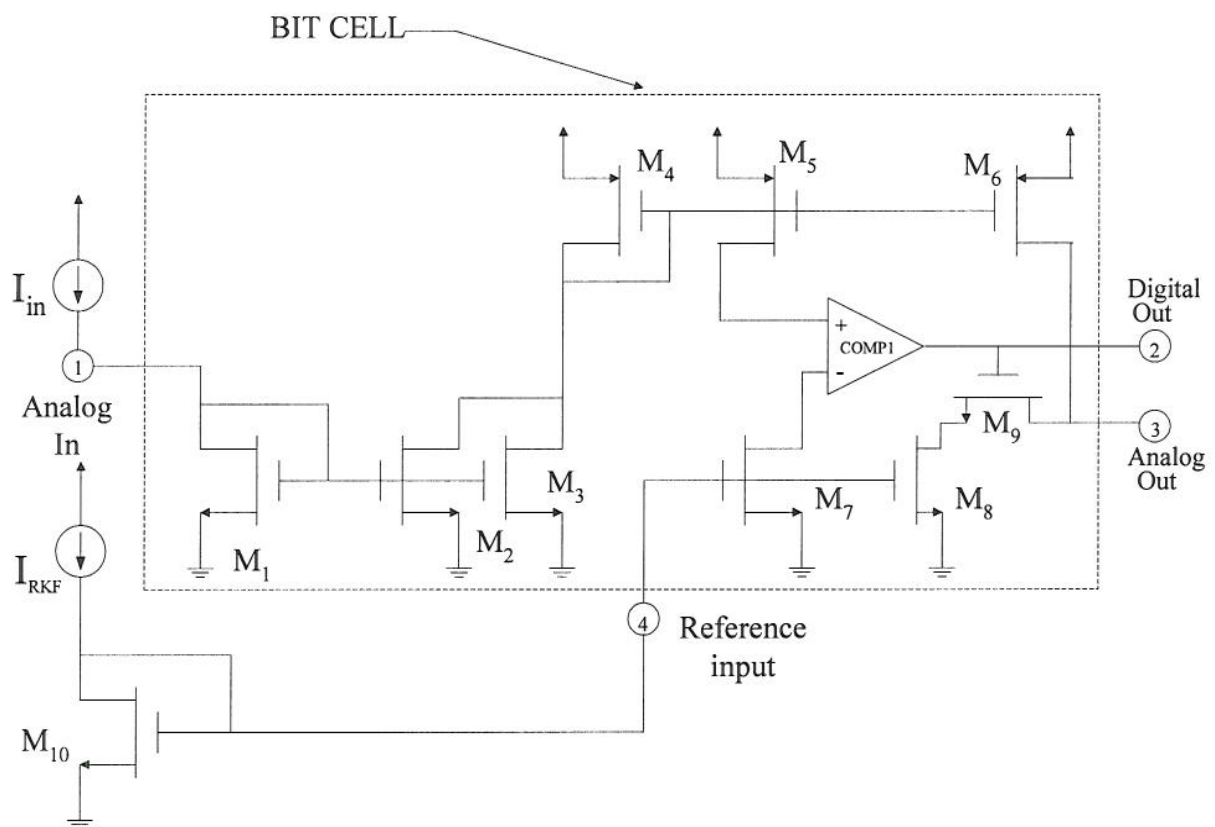 BIT CELL
M4
M5
M6
Iin
Digital
Out
+
COMP1
-
2
1
Analog
In
M9
3
Analog
Out
M3
M7
M8
M2
M1
IRKF
4
Reference
input
M10